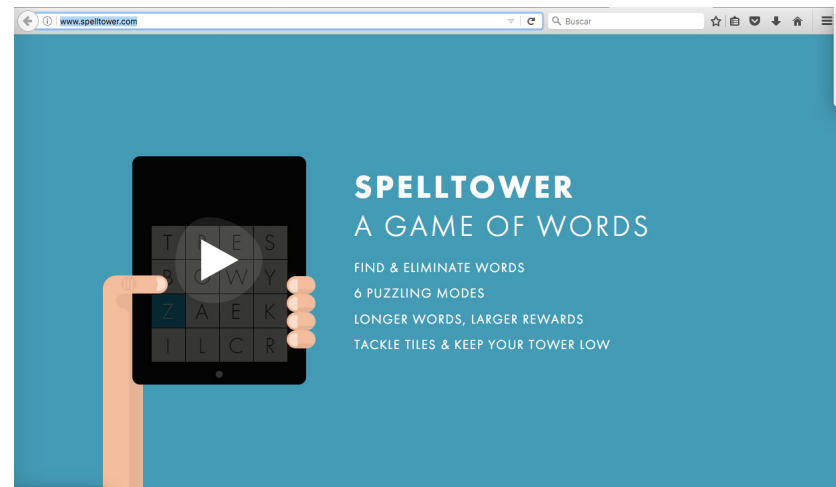 www.spelltower.com
Buscar
SPELLTOWER
A GAME OF WORDS
FIND & ELIMINATE WORDS
6 PUZZLING MODES
LONGER WORDS, LARGER REWARDS
TACKLE TILES & KEEP YOUR TOWER LOW
T E S
B W Y
Z A E K
I L C R